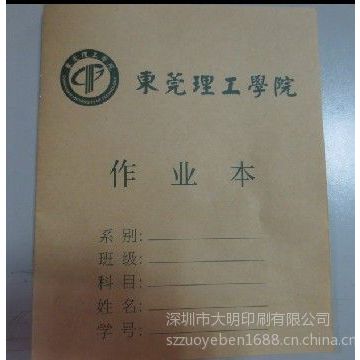 東莞理工學院
作业本
系别:
班级:
科目:
姓名:
学号:
深圳市大明印刷有限公司
szzuoyeben1688.cn.china.cn